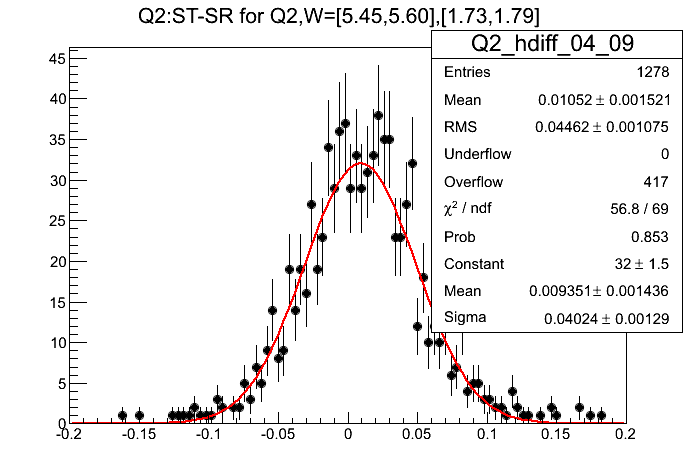 Q2:ST-SR for Q2,W=[5.45,5.60],[1.73,1.79]
Q2_hdiff_04_09
Entries 1278
Mean 0.01052 ± 0.001521
RMS 0.04462 ± 0.001075
Underflow 0
Overflow 417
χ² / ndf 56.8 / 69
Prob 0.853
Constant 32 ± 1.5
Mean 0.009351 ± 0.001436
Sigma 0.04024 ± 0.00129
45
40
35
30
25
20
15
10
5
0
-0.2 -0.15 -0.1 -0.05 0 0.05 0.1 0.15 0.2